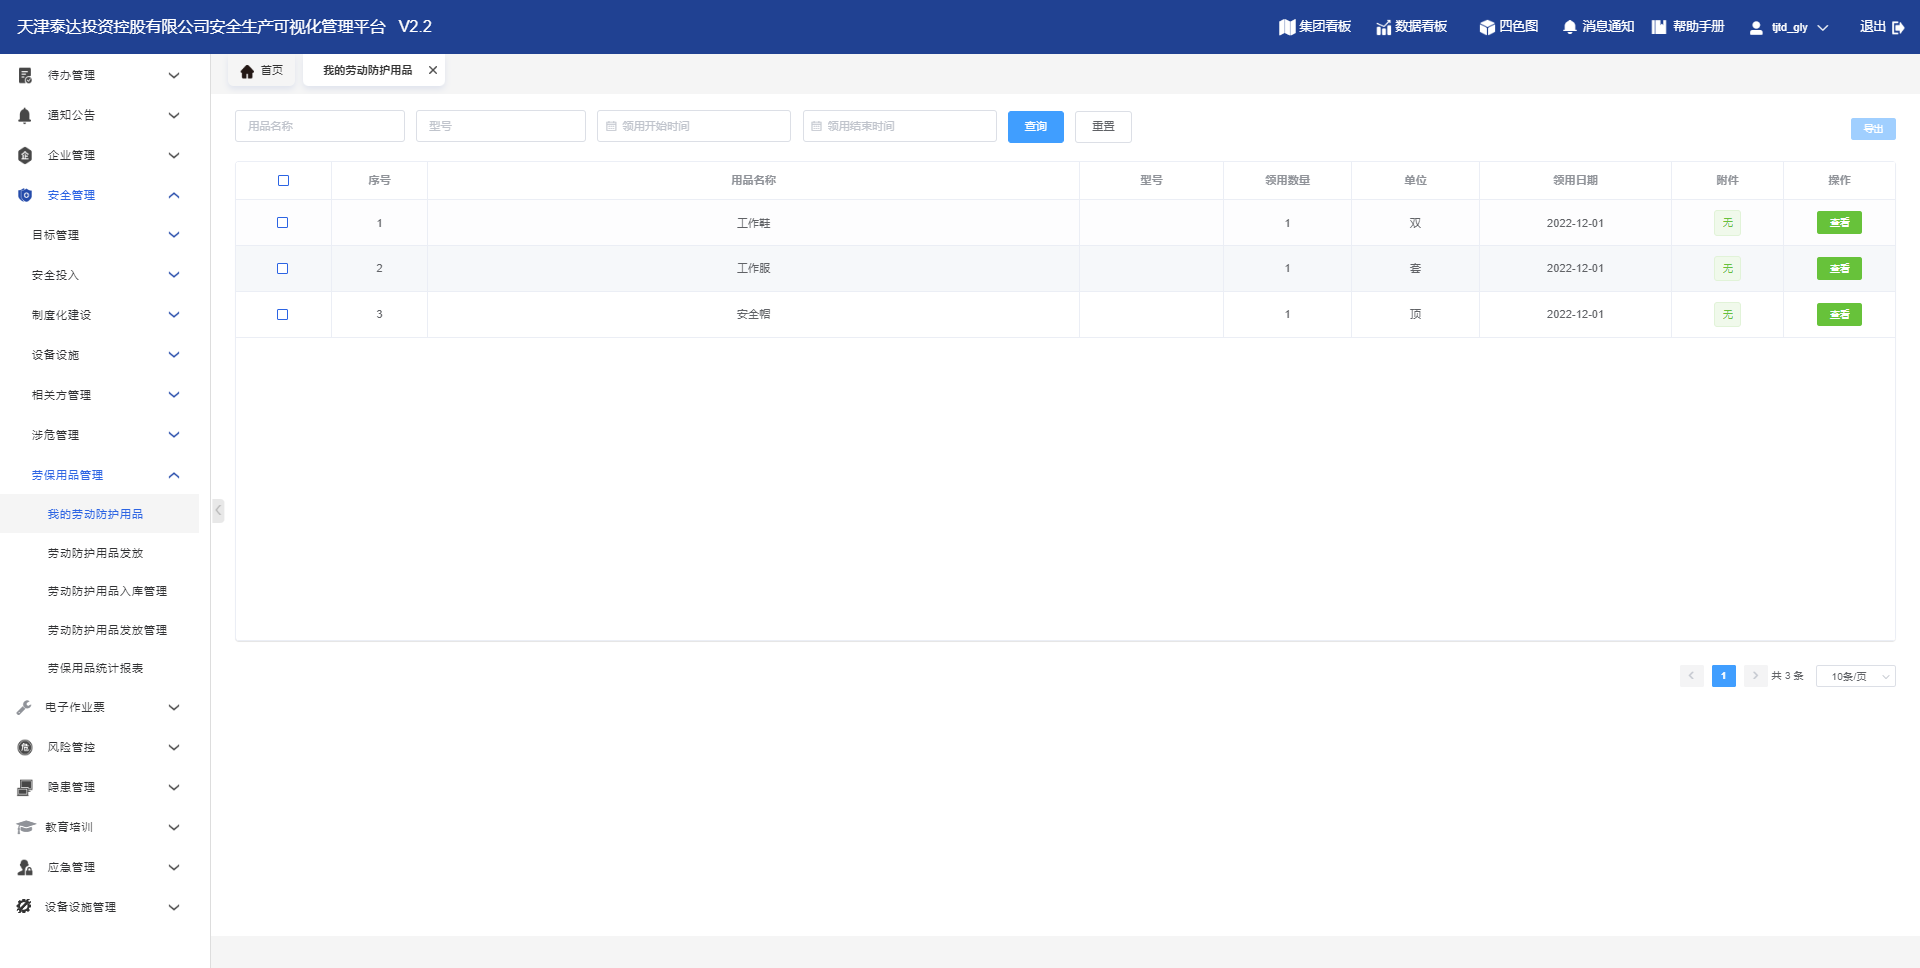 天津泰达投资控股有限公司安全生产可视化管理平台 V2.2
集团看板 数据看板 四色图 消息通知 帮助手册 tjtd_gly 退出
首页 我的劳动防护用品
待办管理
通知公告
企业管理
安全管理
目标管理
安全投入
制度化建设
设备设施
相关方管理
涉危管理
劳保用品管理
我的劳动防护用品
劳动防护用品发放
劳动防护用品入库管理
劳动防护用品发放管理
劳保用品统计报表
电子作业票
风险管控
隐患管理
教育培训
应急管理
设备设施管理
用品名称 型号 领用开始时间 领用结束时间 查询 重置 导出
序号 用品名称 型号 领用数量 单位 领用日期 附件 操作
1 工作鞋 1 双 2022-12-01 无 查看
2 工作服 1 套 2022-12-01 无 查看
3 安全帽 1 顶 2022-12-01 无 查看
1 共 3 条 10条/页